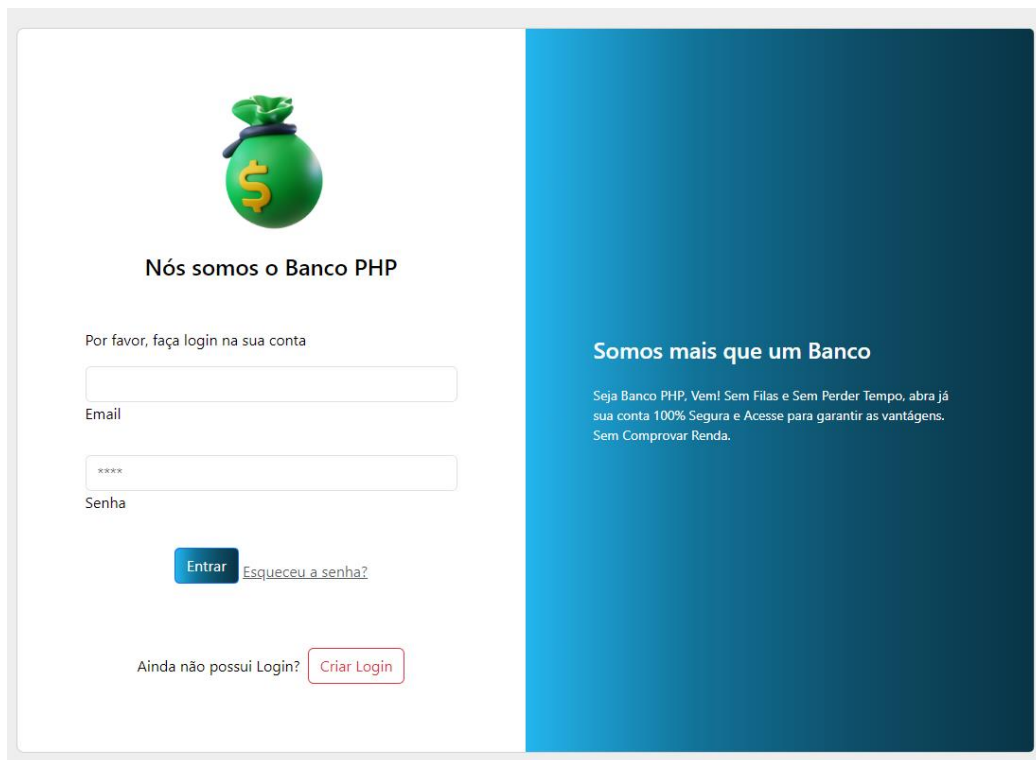 $
Nós somos o Banco PHP
Por favor, faça login na sua conta
Email
****
Senha
Entrar Esqueceu a senha?
Ainda não possui Login? Criar Login
Somos mais que um Banco
Seja Banco PHP, Vem! Sem Filas e Sem Perder Tempo, abra já
sua conta 100% Segura e Acesse para garantir as vantágens.
Sem Comprovar Renda.